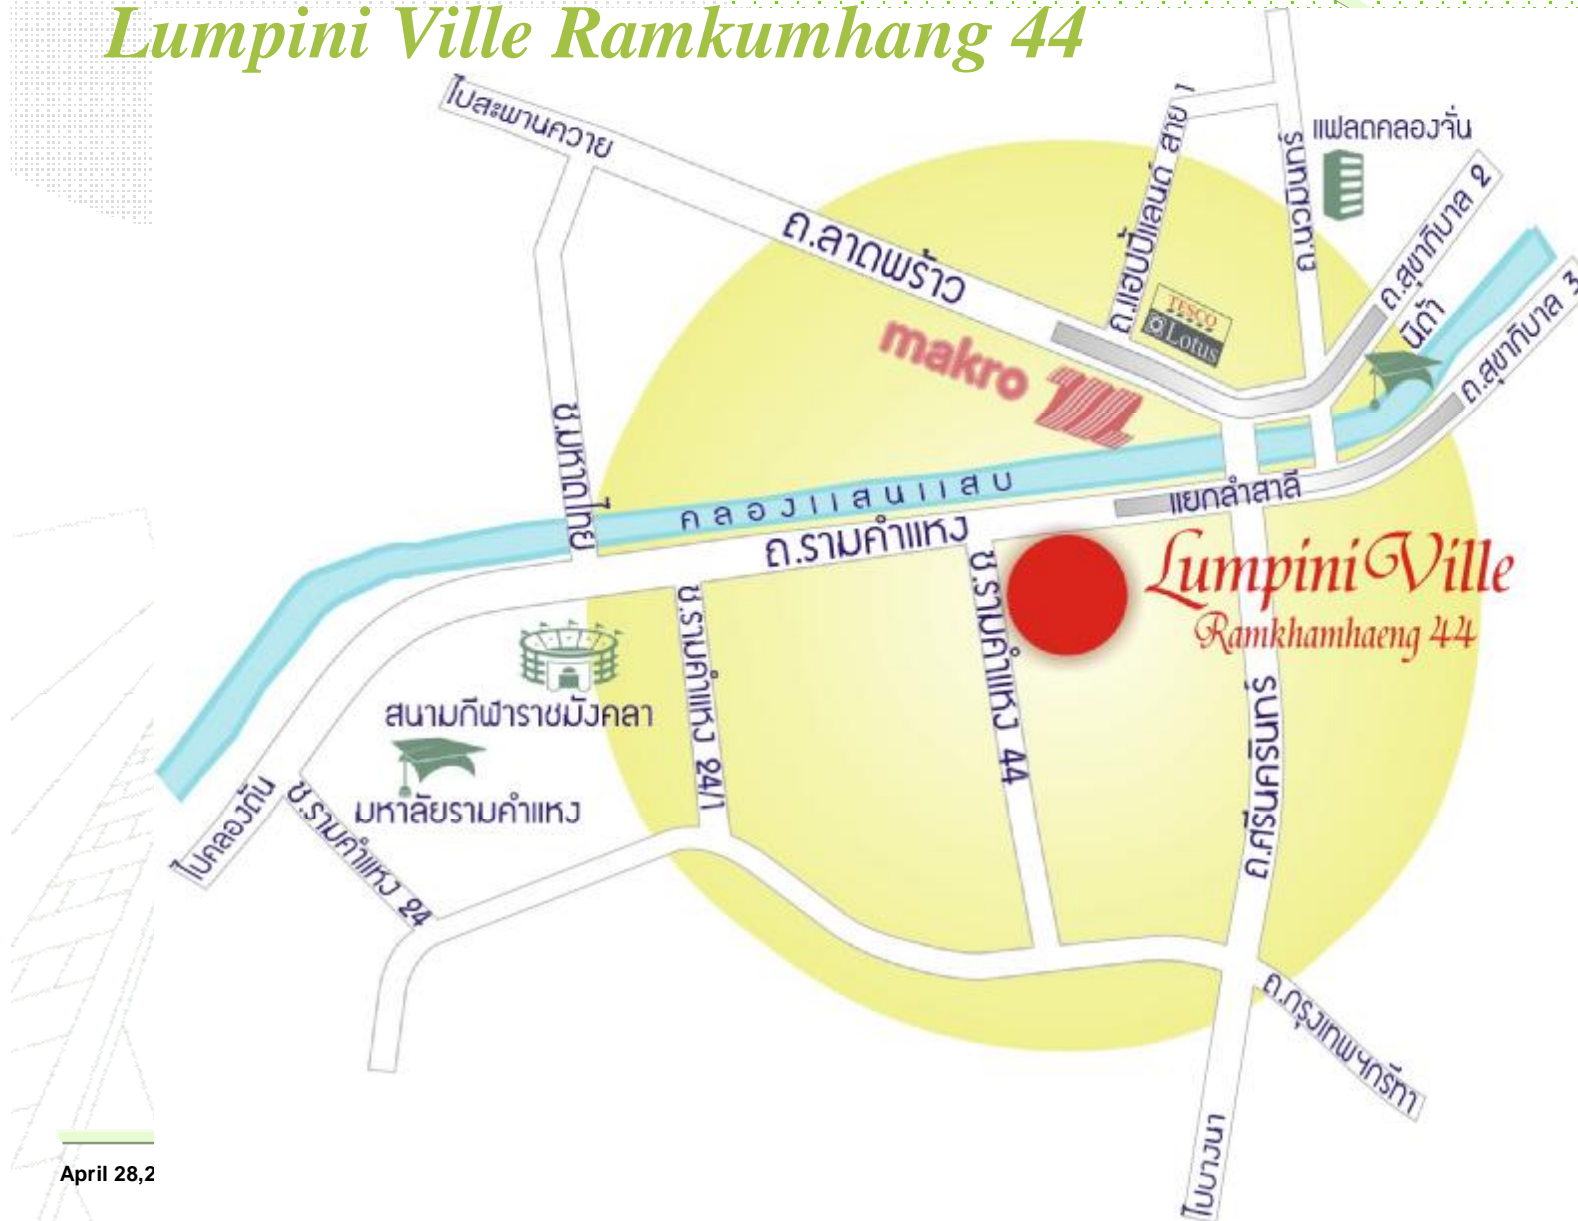 Lumpini Ville Ramkumhang 44
ไปสะพานควาย
ถ.ลาดพร้าว
ถ.แฮปปี้แลนด์ สาย 1
ถ.นวมินทร์
แฟลตคลองจั่น
ถ.สุขาภิบาล 2
นิด้า
ถ.สุขาภิบาล 3
TESCO
Lotus
makro
ซ.มหาดไทย
คลองแสนแสบ
แยกลำสาลี
ถ.รามคำแหง
Lumpini Ville
Ramkhamhaeng 44
ซ.รามคำแหง 24/1
ซ.รามคำแหง 44
สนามกีฬาราชมังคลา
มหาลัยรามคำแหง
ถ.ศรีนครินทร์
ไปคลองตัน
ซ.รามคำแหง 24
ถ.กรุงเทพฯกรีฑา
ไปบางนา
April 28,2